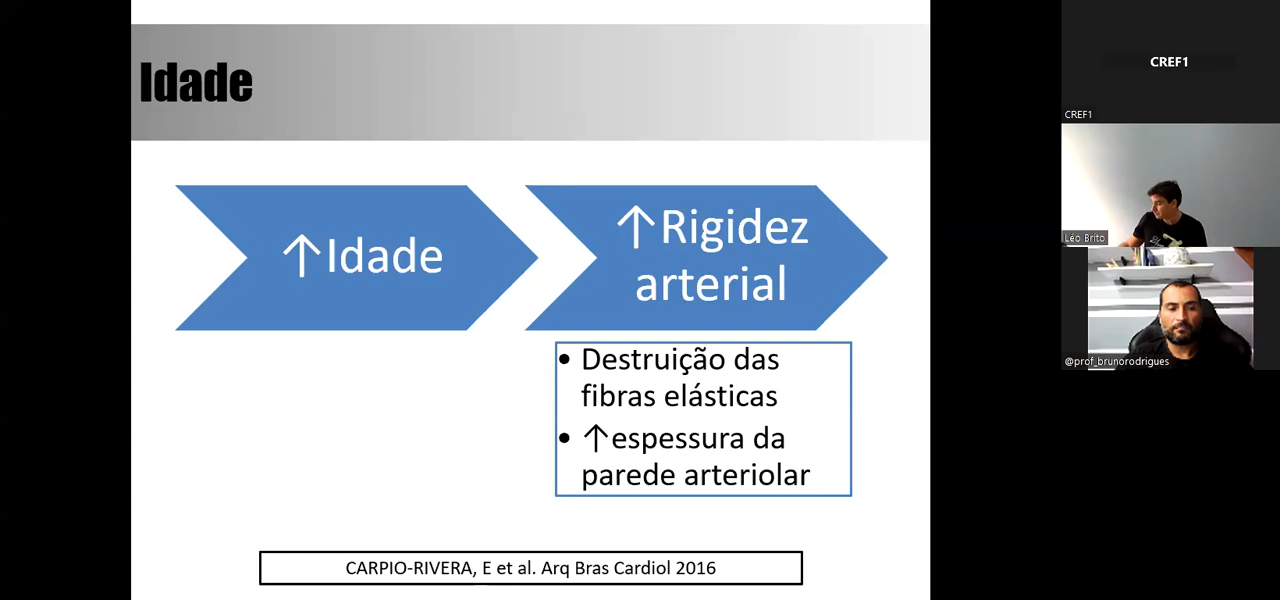 Idade
↑Idade
↑Rigidez
arterial
• Destruição das
fibras elásticas
• ↑espessura da
parede arteriolar
CARPIO-RIVERA, E et al. Arq Bras Cardiol 2016
CREF1
CREF1
Léo Brito
@prof_brunorodrigues